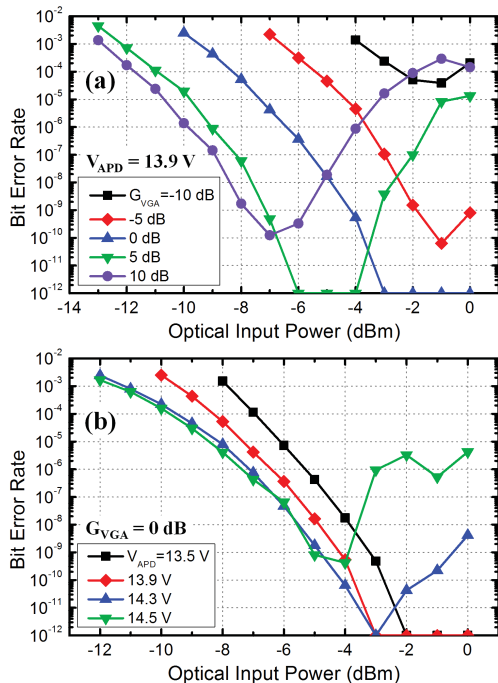 10⁻²
10⁻³
10⁻⁴
10⁻⁵
10⁻⁶
10⁻⁷
10⁻⁸
10⁻⁹
10⁻¹⁰
10⁻¹¹
10⁻¹²
Bit Error Rate
(a)
V_APD = 13.9 V
G_VGA=-10 dB
-5 dB
0 dB
5 dB
10 dB
-14 -12 -10 -8 -6 -4 -2 0
Optical Input Power (dBm)
10⁻²
10⁻³
10⁻⁴
10⁻⁵
10⁻⁶
10⁻⁷
10⁻⁸
10⁻⁹
10⁻¹⁰
10⁻¹¹
10⁻¹²
Bit Error Rate
(b)
G_VGA = 0 dB
V_APD=13.5 V
13.9 V
14.3 V
14.5 V
-12 -10 -8 -6 -4 -2 0
Optical Input Power (dBm)